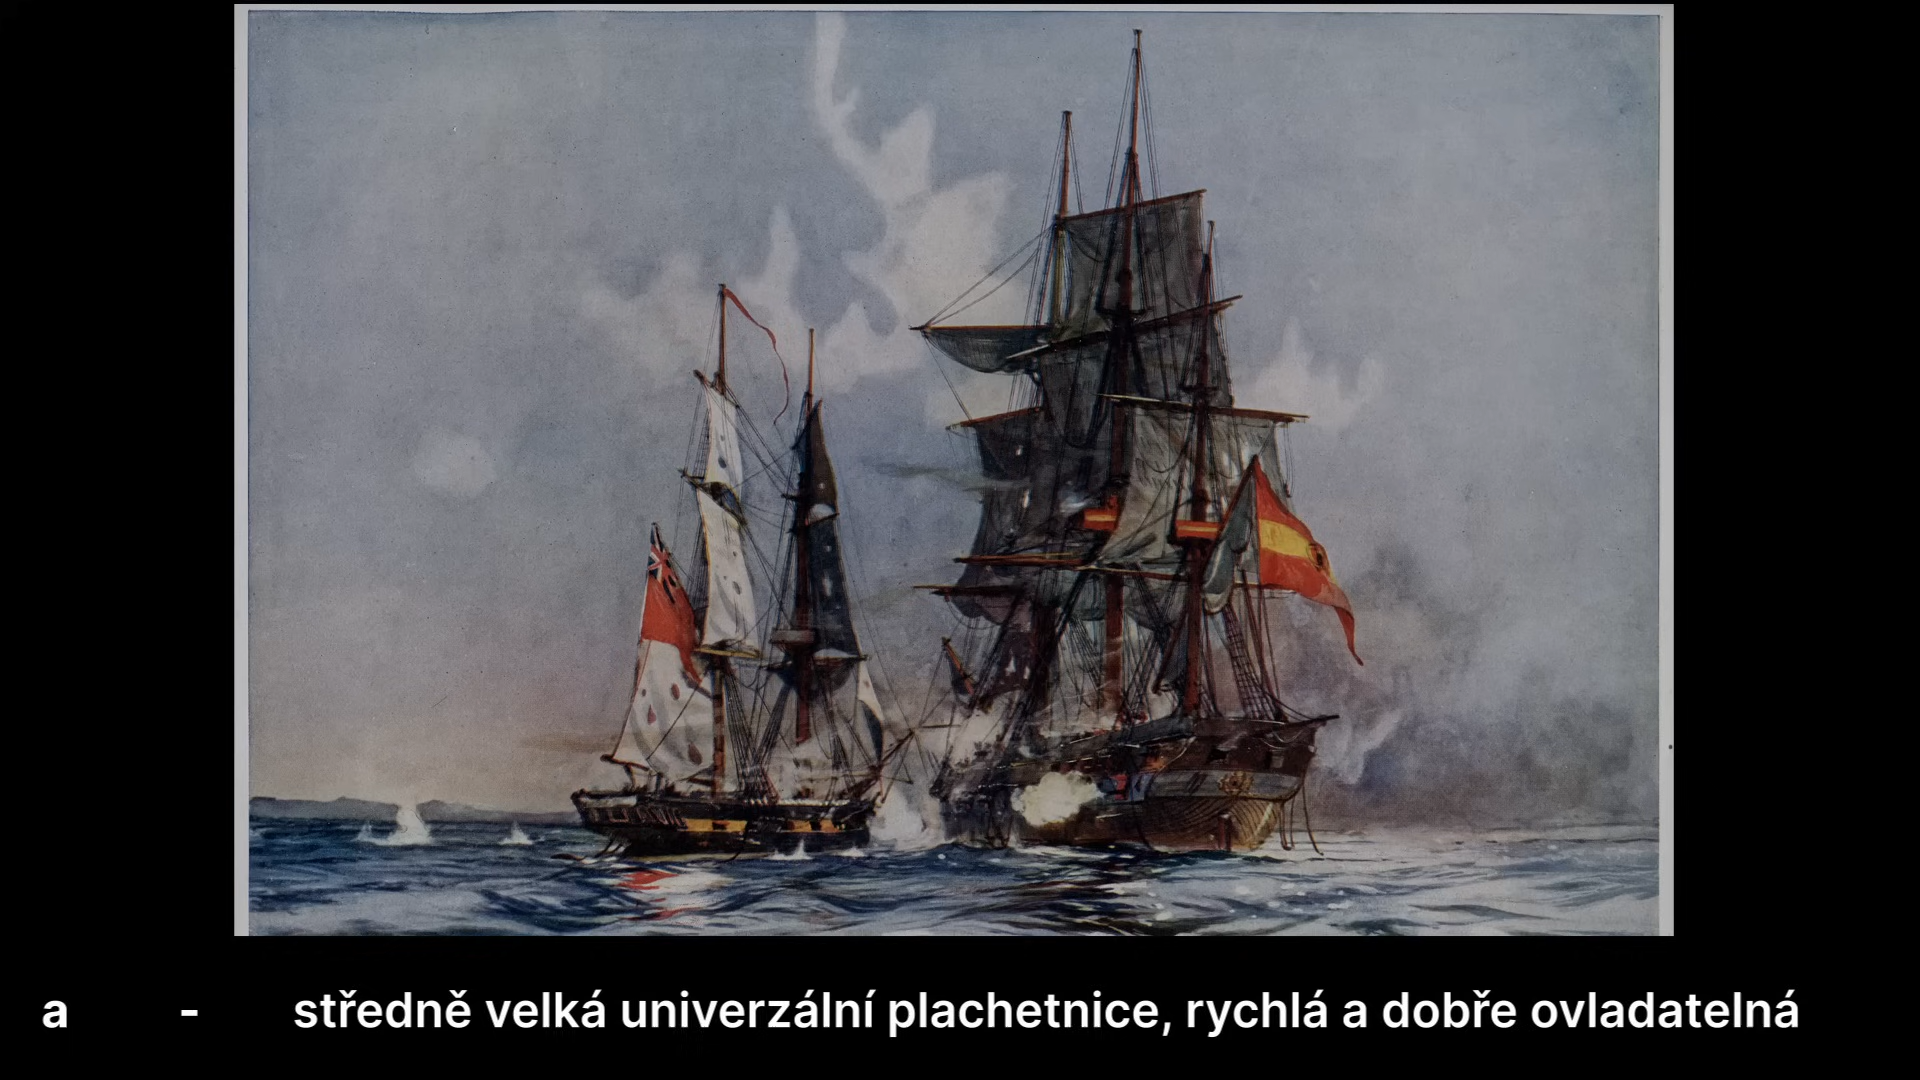 a - středně velká univerzální plachetnice, rychlá a dobře ovladatelná